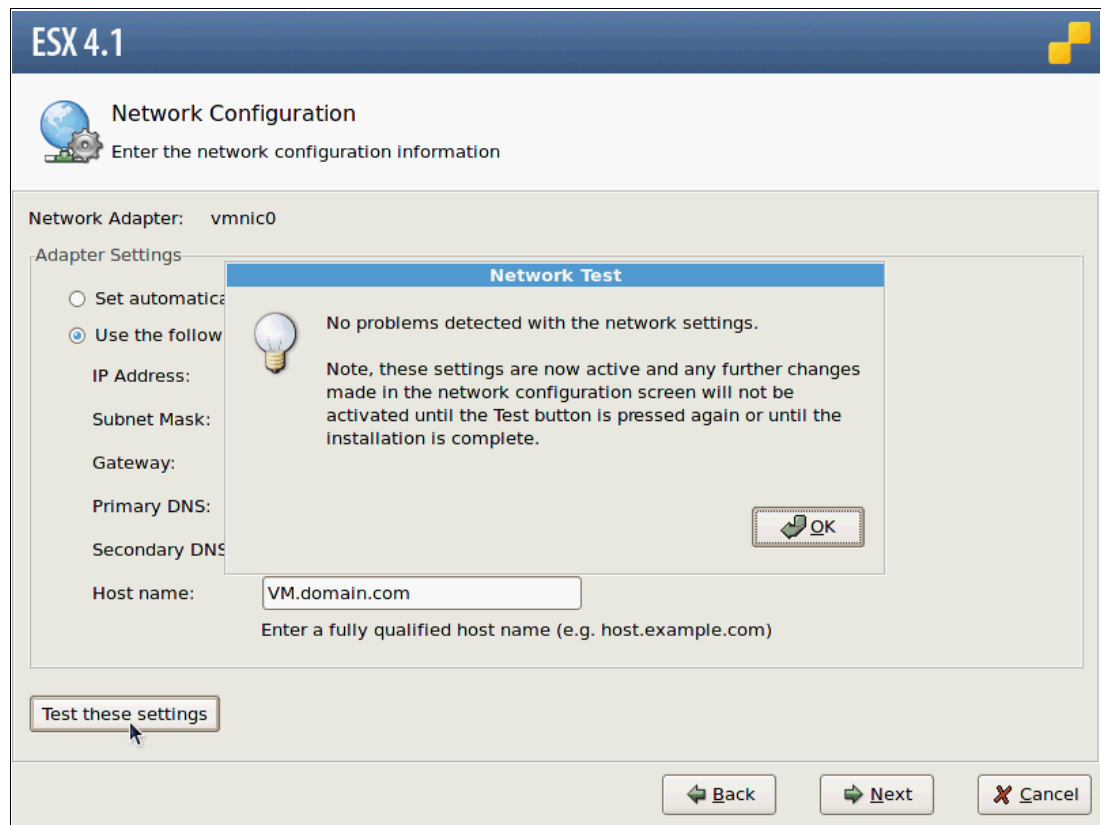 ESX 4.1
Network Configuration
Enter the network configuration information
Network Adapter: vmnic0
Adapter Settings
Network Test
Set automatica
No problems detected with the network settings.
Use the follow
Note, these settings are now active and any further changes
made in the network configuration screen will not be
activated until the Test button is pressed again or until the
installation is complete.
IP Address:
Subnet Mask:
Gateway:
Primary DNS:
OK
Secondary DNS
Host name: VM.domain.com
Enter a fully qualified host name (e.g. host.example.com)
Test these settings
Back Next Cancel